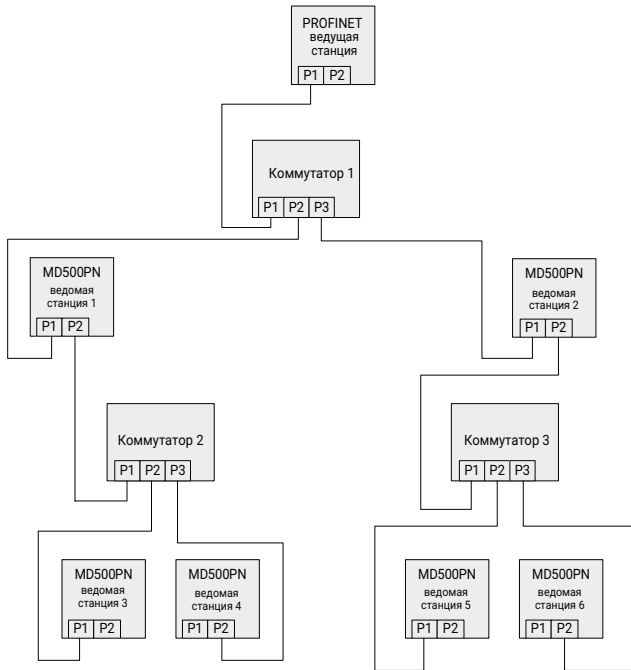 PROFINET
ведущая
станция
P1 P2
Коммутатор 1
P1 P2 P3
MD500PN
ведомая
станция 1
P1 P2
MD500PN
ведомая
станция 2
P1 P2
Коммутатор 2
P1 P2 P3
Коммутатор 3
P1 P2 P3
MD500PN
ведомая
станция 3
P1 P2
MD500PN
ведомая
станция 4
P1 P2
MD500PN
ведомая
станция 5
P1 P2
MD500PN
ведомая
станция 6
P1 P2